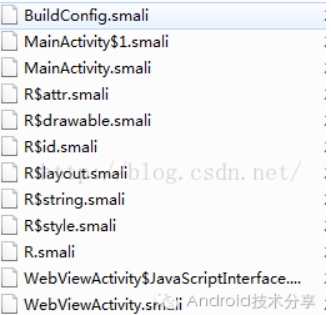 BuildConfig.smali
MainActivity$1.smali
MainActivity.smali
R$attr.smali
R$drawable.smali
R$id.smali
http://blog.csdn.net/
R$layout.smali
R$string.smali
R$style.smali
R.smali
WebViewActivity$JavaScriptInterface....
WebViewActivity.smali
Android技术分享